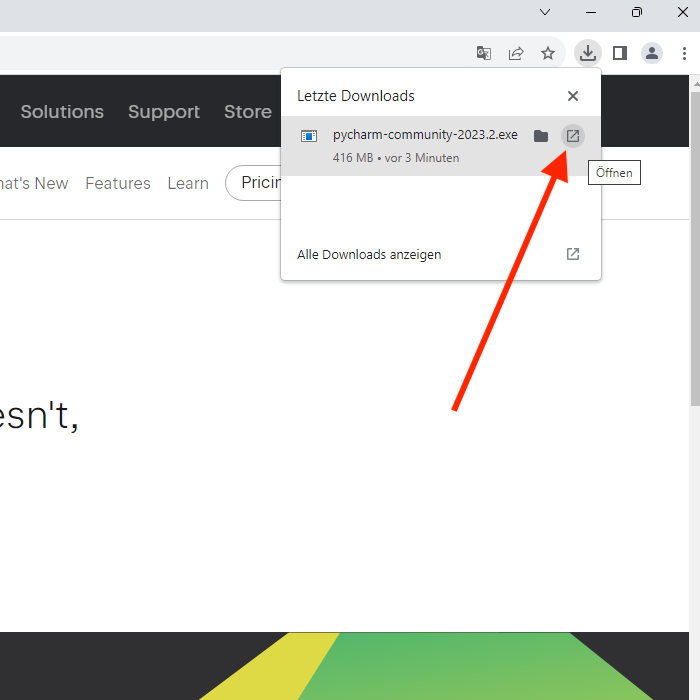 Letzte Downloads
Solutions Support Store
pycharm-community-2023.2.exe
416 MB • vor 3 Minuten
Öffnen
hat's New Features Learn Pricin
Alle Downloads anzeigen
esn't,